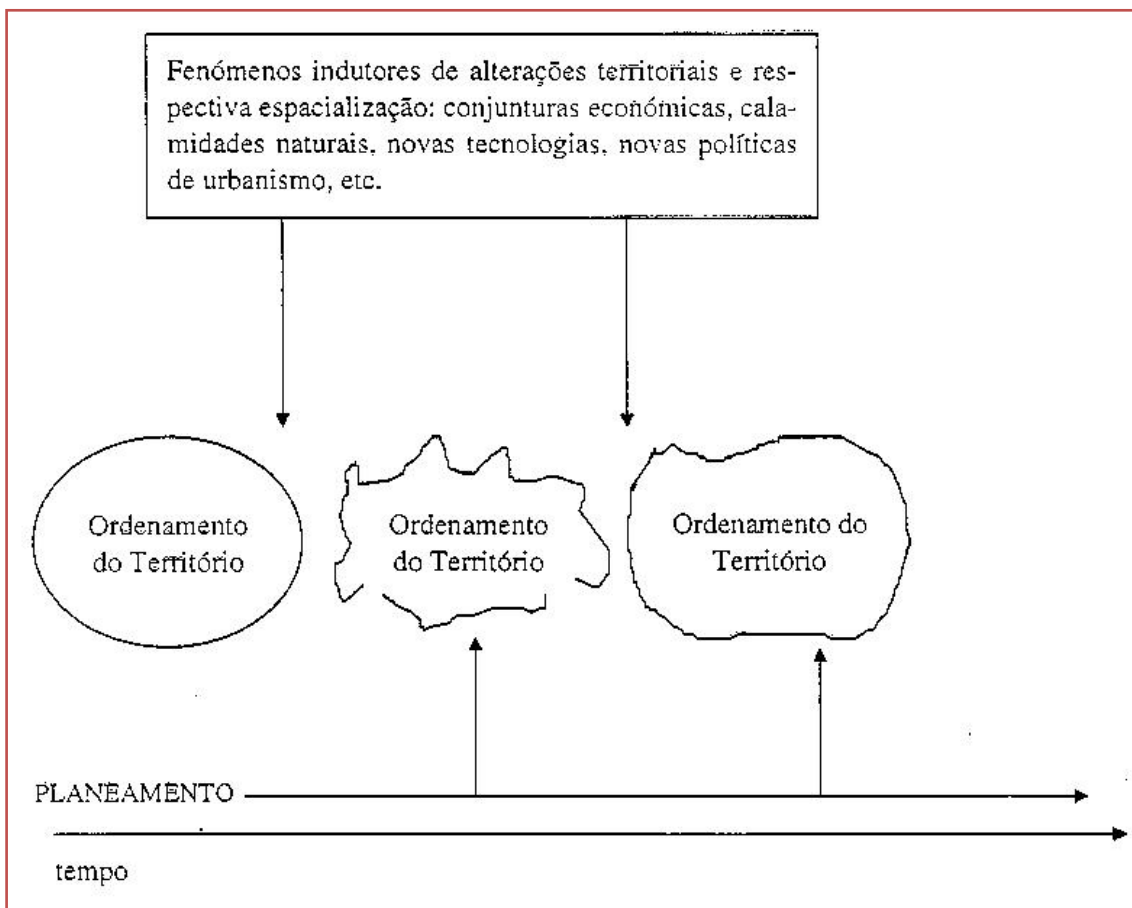 Fenómenos indutores de alterações territoriais e res-
pectiva espacialização: conjunturas económicas, cala-
midades naturais, novas tecnologias, novas políticas
de urbanismo, etc.
Ordenamento
do Território
Ordenamento
do Território
Ordenamento do
Território
PLANEAMENTO
tempo